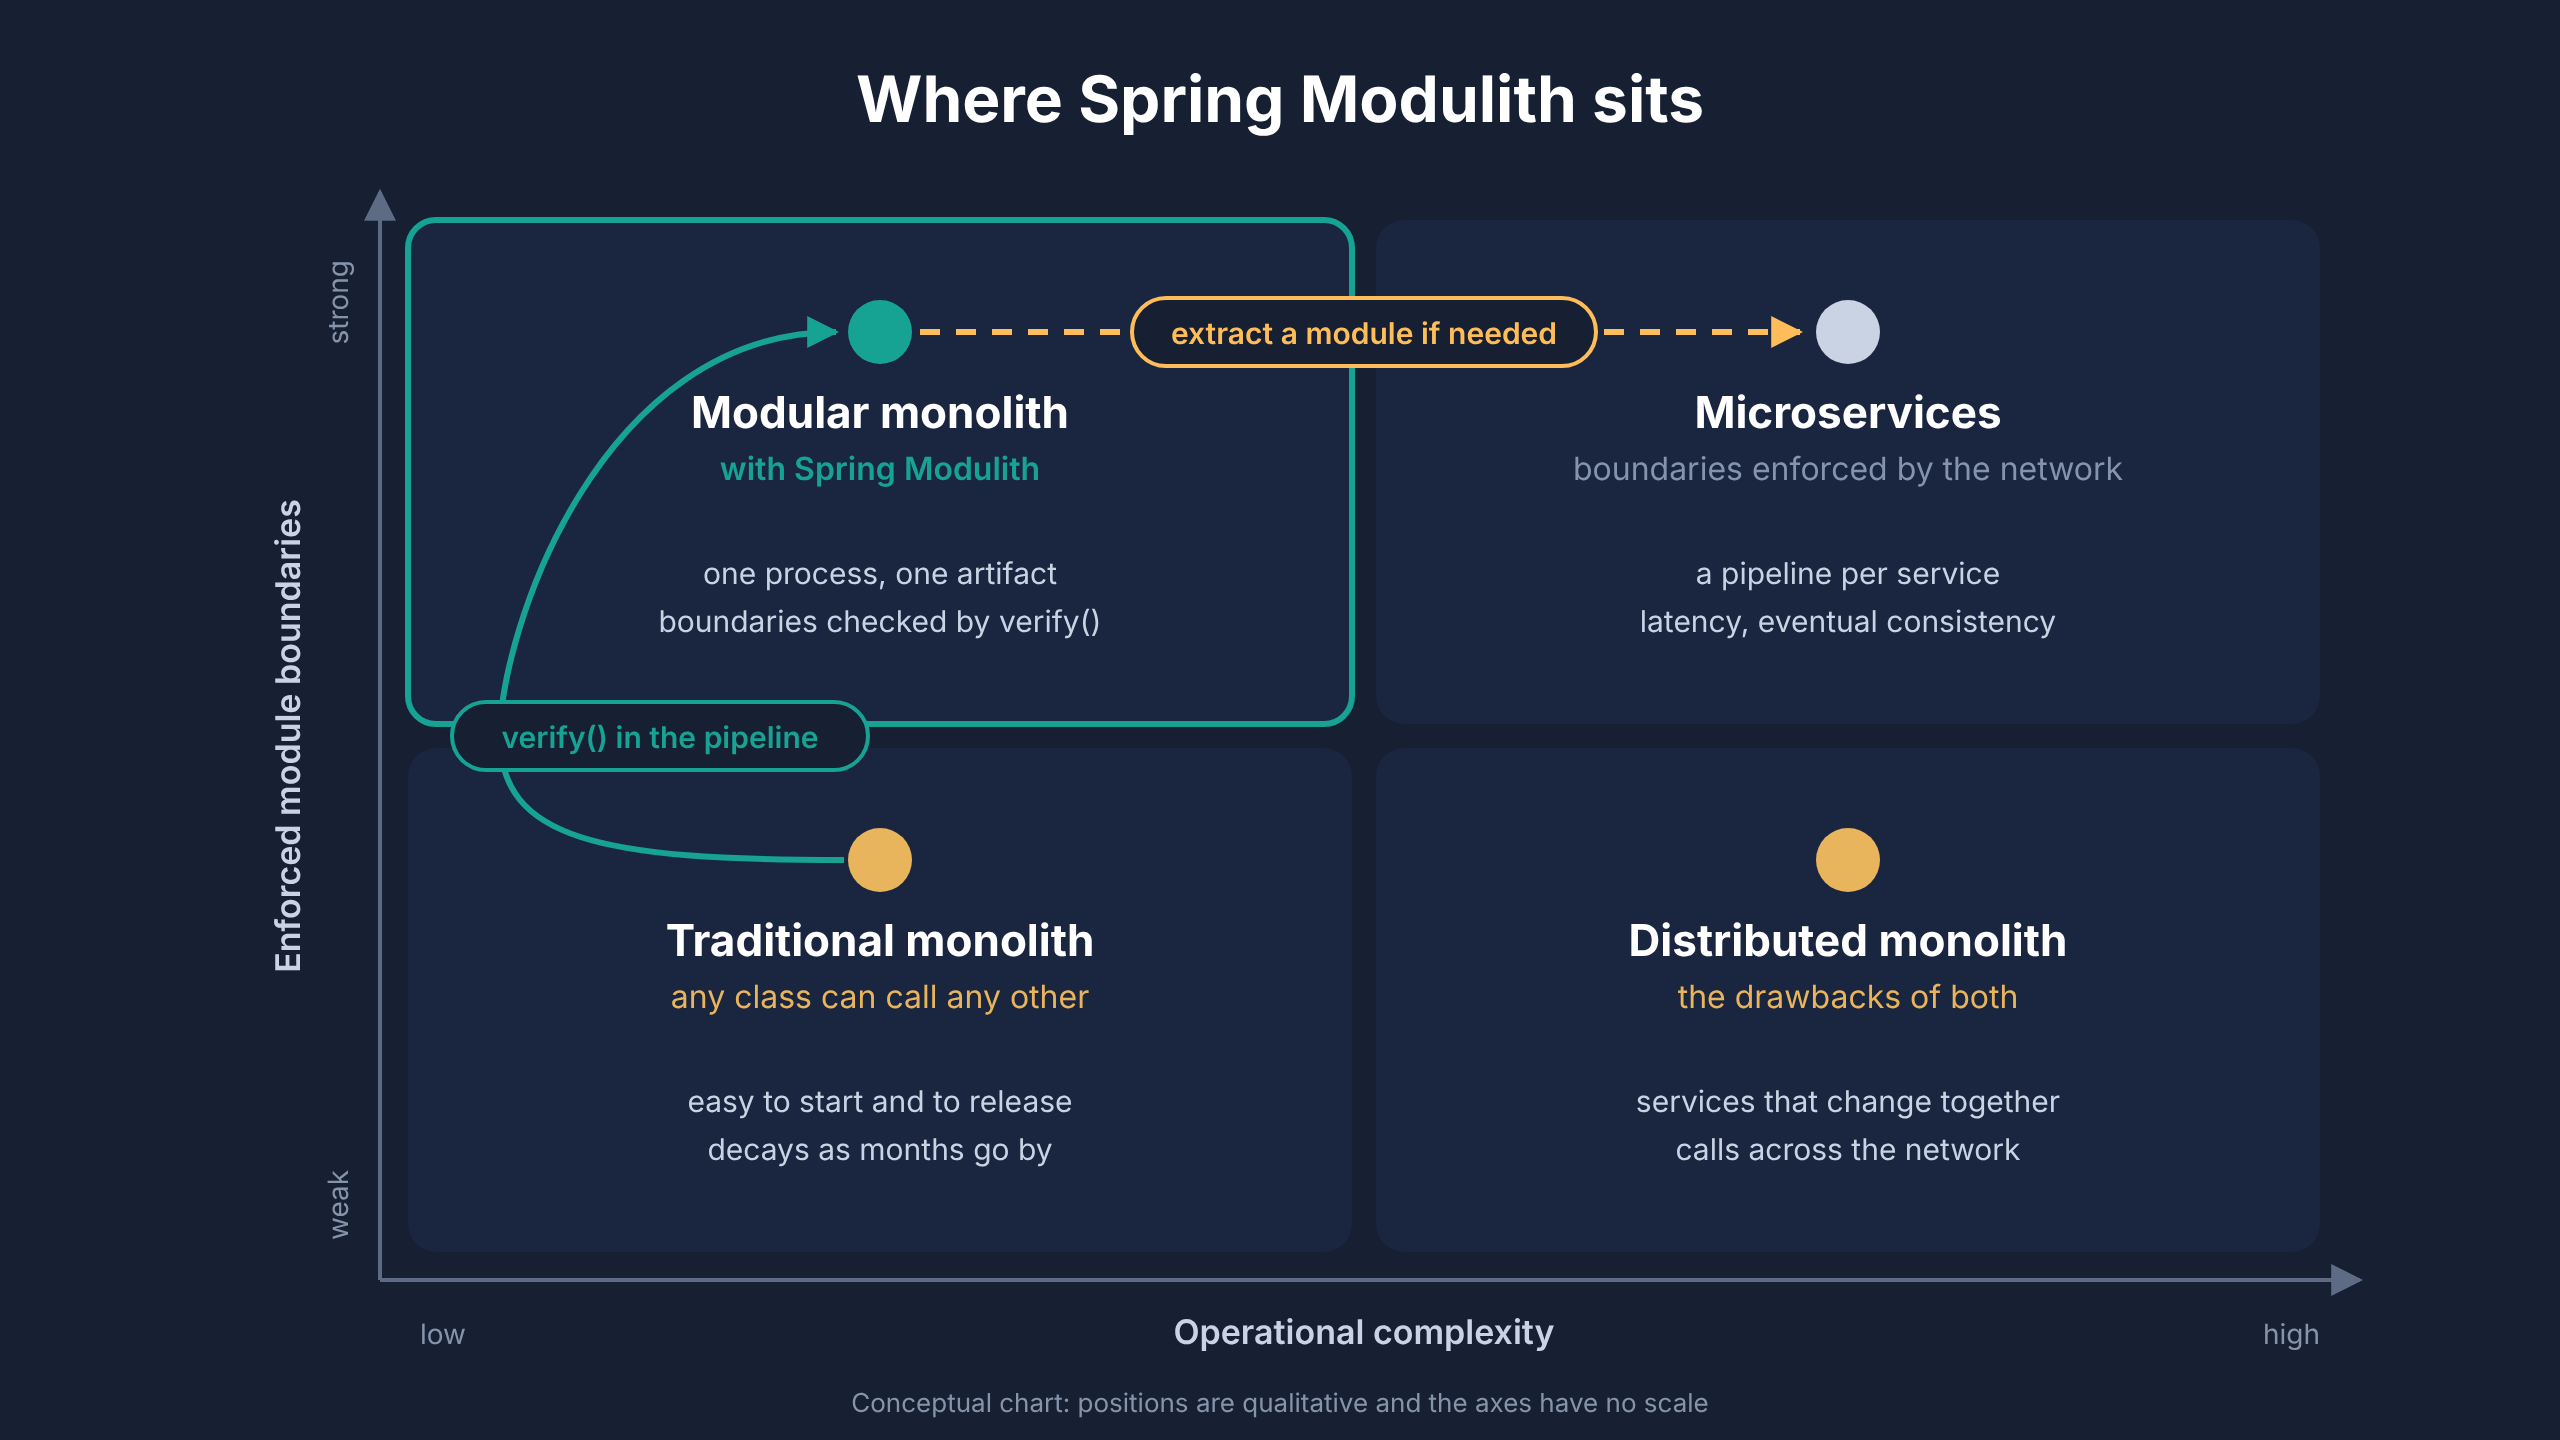 Where Spring Modulith sits
strong
Enforced module boundaries
weak
extract a module if needed
Modular monolith
with Spring Modulith
one process, one artifact
boundaries checked by verify()
Microservices
boundaries enforced by the network
a pipeline per service
latency, eventual consistency
verify() in the pipeline
Traditional monolith
any class can call any other
easy to start and to release
decays as months go by
Distributed monolith
the drawbacks of both
services that change together
calls across the network
low
Operational complexity
high
Conceptual chart: positions are qualitative and the axes have no scale